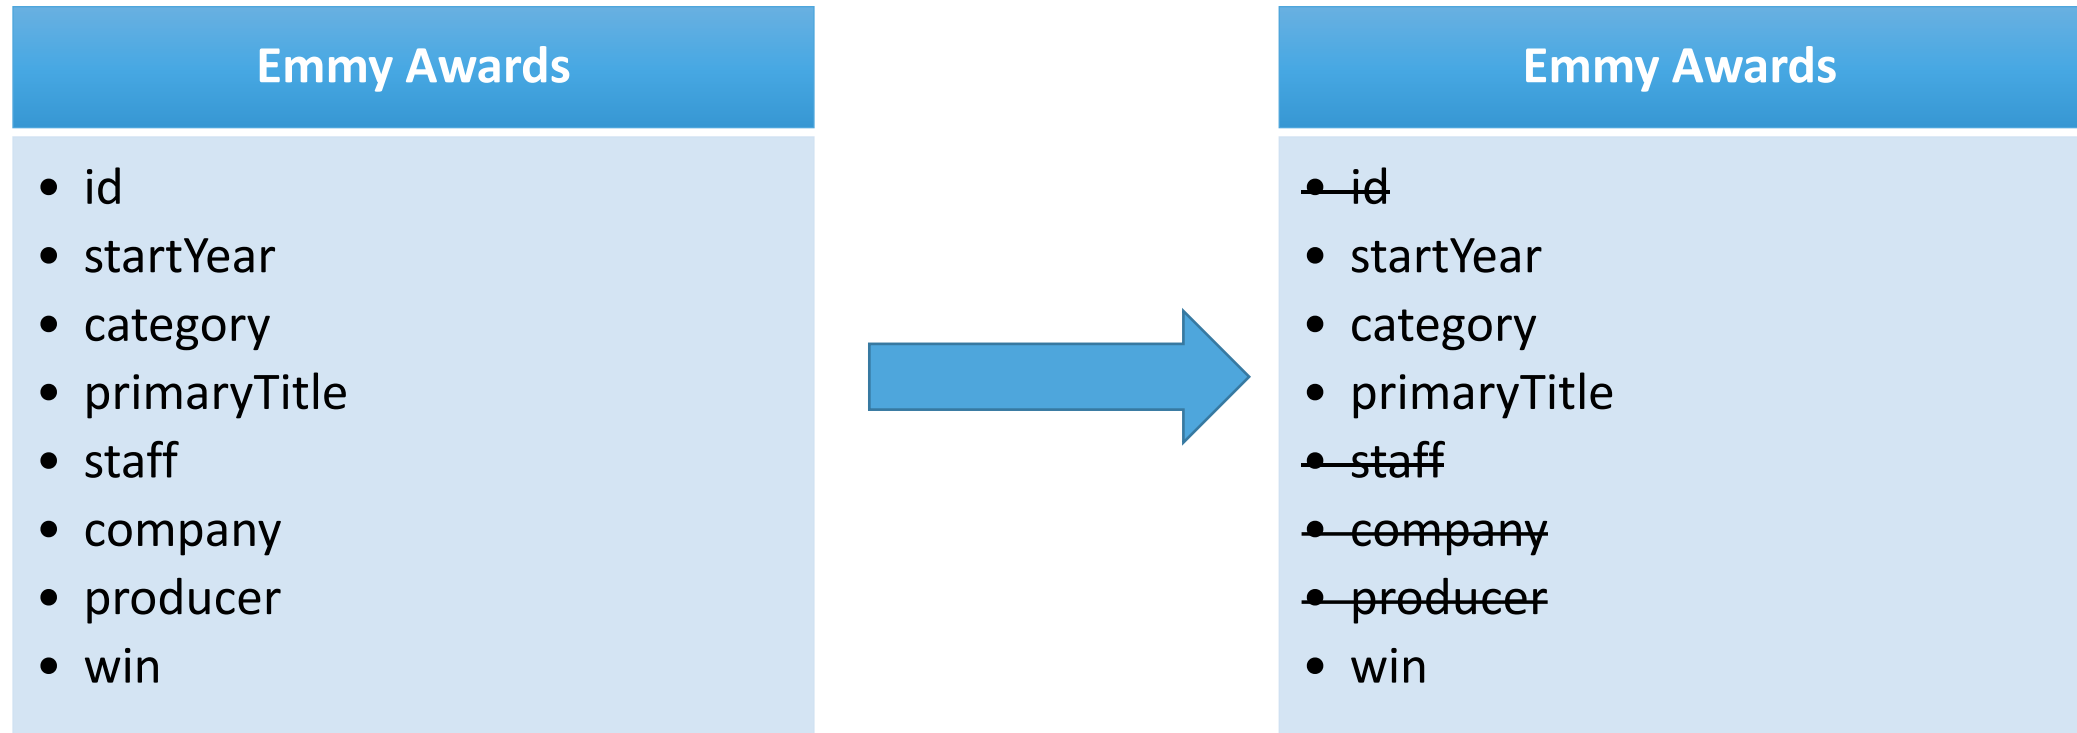 Emmy Awards
• id
• startYear
• category
• primaryTitle
• staff
• company
• producer
• win
Emmy Awards
• id
• startYear
• category
• primaryTitle
• staff
• company
• producer
• win